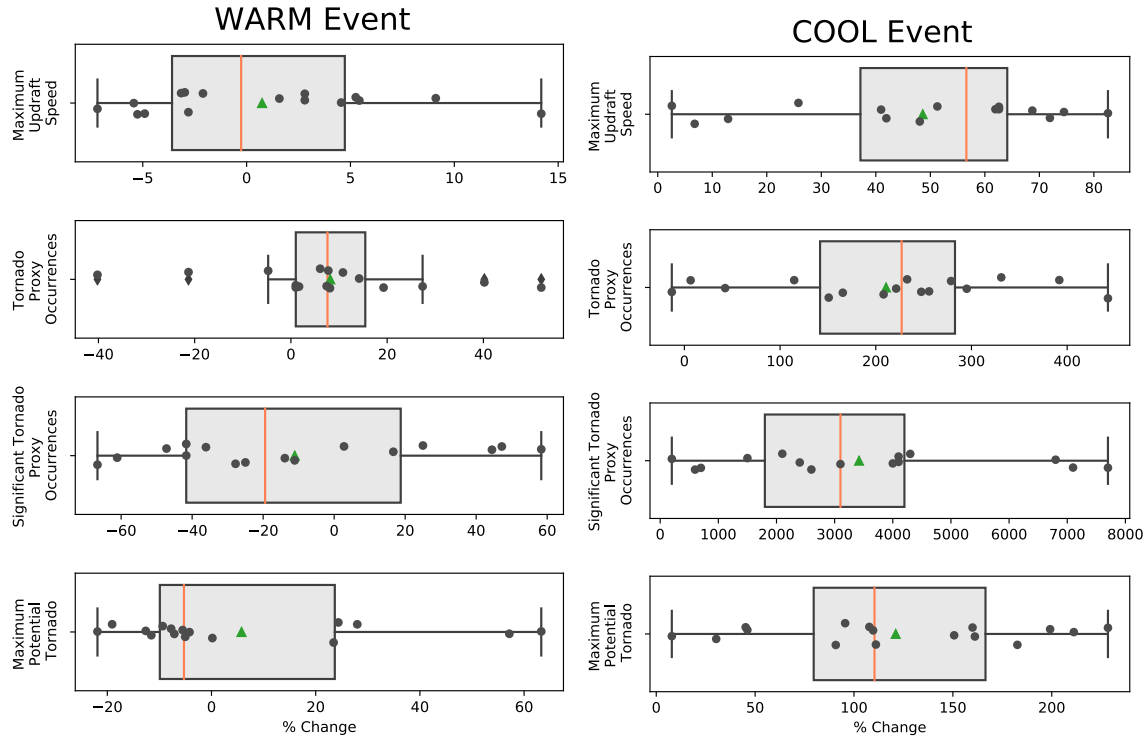 WARM Event
Maximum
Updraft
Speed
−5 0 5 10 15
Tornado
Proxy
Occurrences
−40 −20 0 20 40
Significant Tornado
Proxy
Occurrences
−60 −40 −20 0 20 40 60
Maximum
Potential
Tornado
−20 0 20 40 60
% Change
COOL Event
Maximum
Updraft
Speed
0 10 20 30 40 50 60 70 80
Tornado
Proxy
Occurrences
0 100 200 300 400
Significant Tornado
Proxy
Occurrences
0 1000 2000 3000 4000 5000 6000 7000 8000
Maximum
Potential
Tornado
0 50 100 150 200
% Change